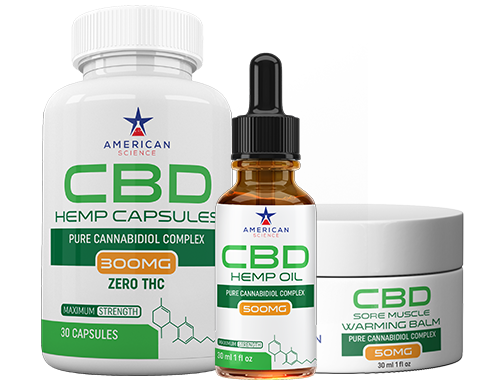 AMERICAN
SCIENCE
CBD
HEMP CAPSULES
PURE CANNABIDIOL COMPLEX
300MG
ZERO THC
MAXIMUM STRENGTH
30 CAPSULES
AMERICAN
SCIENCE
CBD
HEMP OIL
PURE CANNABIDIOL COMPLEX
500MG
MAXIMUM STRENGTH
30 ml 1 fl oz
CBD
SORE MUSCLE
WARMING BALM
PURE CANNABIDIOL COMPLEX
50MG
30 ml 1 fl oz